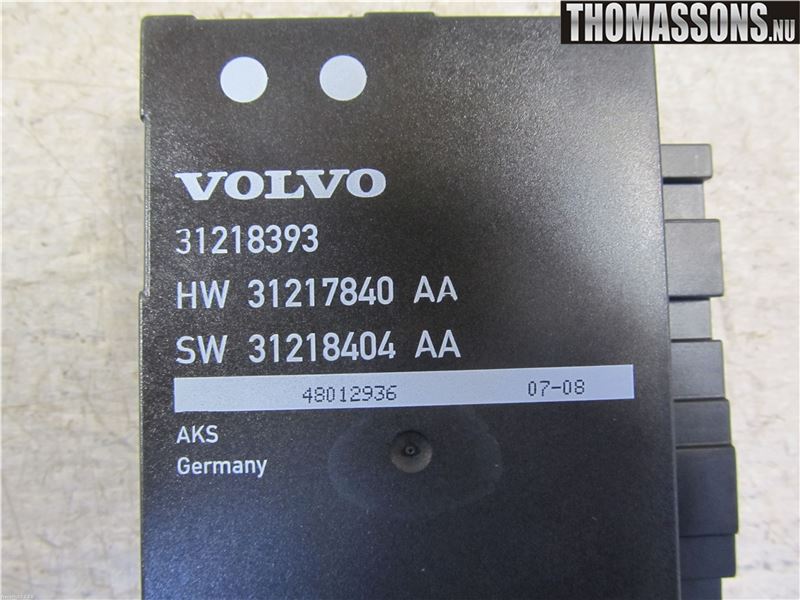 THOMASSONS.NU
VOLVO
31218393
HW 31217840 AA
SW 31218404 AA
48012936 07-08
AKS
Germany